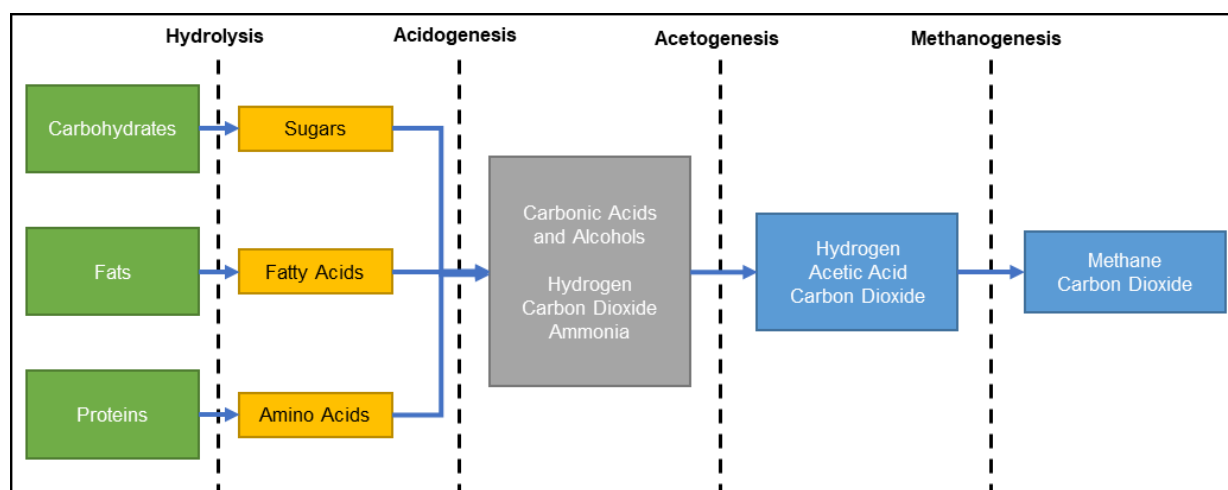 Hydrolysis
Acidogenesis
Acetogenesis
Methanogenesis
Carbohydrates
Sugars
Fats
Fatty Acids
Proteins
Amino Acids
Carbonic Acids
and Alcohols
Hydrogen
Carbon Dioxide
Ammonia
Hydrogen
Acetic Acid
Carbon Dioxide
Methane
Carbon Dioxide